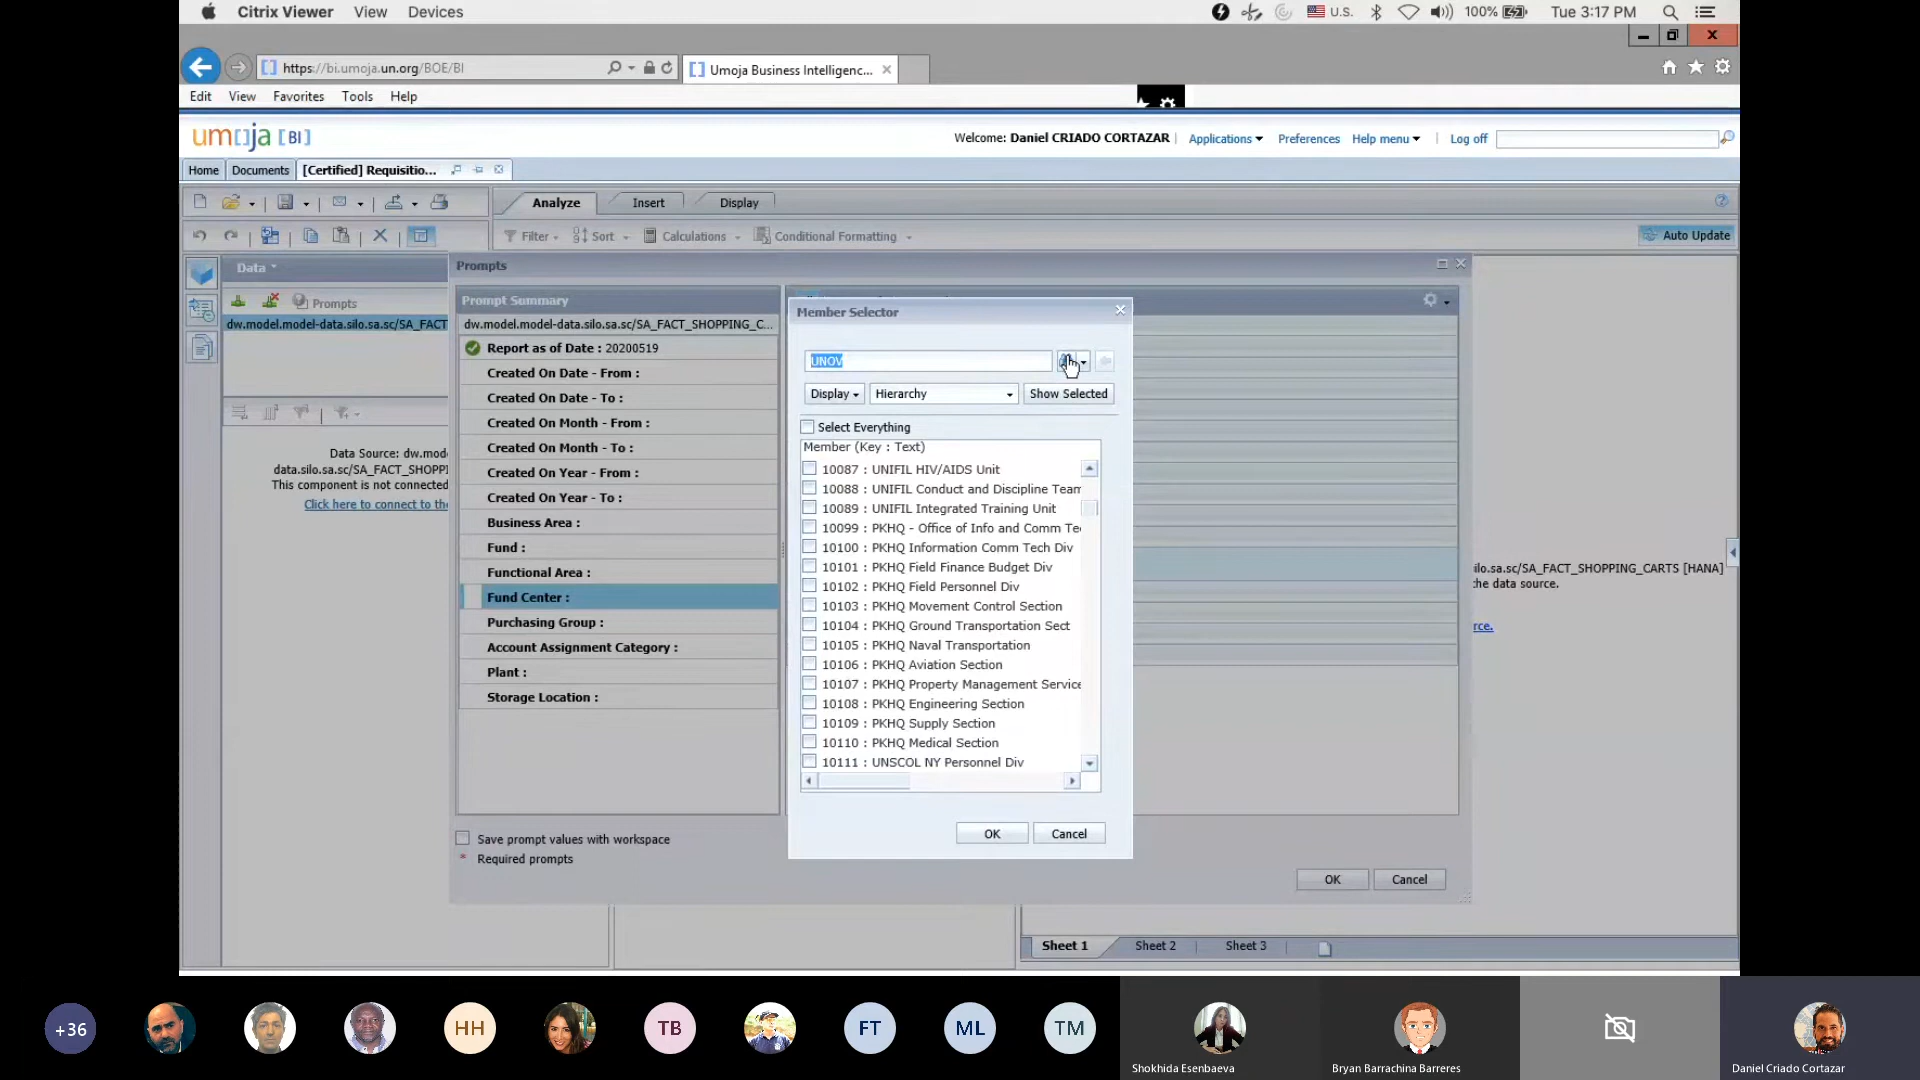 Citrix Viewer View Devices
U.S. 100% Tue 3:17 PM
https://bi.umoja.un.org/BOE/BI
Umoja Business Intelligenc...
Edit View Favorites Tools Help
um[]ja [BI]
Welcome: Daniel CRIADO CORTAZAR Applications Preferences Help menu Log off
Home Documents [Certified] Requisitio...
Analyze Insert Display
Filter Sort Calculations Conditional Formatting Auto Update
Data
Prompts
dw.model.model-data.silo.sa.sc/SA_FACT
Data Source: dw.mode
data.silo.sa.sc/SA_FACT_SHOPPI
This component is not connected
Click here to connect to the
Prompts
Prompt Summary
dw.model.model-data.silo.sa.sc/SA_FACT_SHOPPING_C...
Report as of Date : 20200519
Created On Date - From :
Created On Date - To :
Created On Month - From :
Created On Month - To :
Created On Year - From :
Created On Year - To :
Business Area :
Fund :
Functional Area :
Fund Center :
Purchasing Group :
Account Assignment Category :
Plant :
Storage Location :
Save prompt values with workspace
* Required prompts
Member Selector
UNOV
Display Hierarchy Show Selected
Select Everything
Member (Key : Text)
10087 : UNIFIL HIV/AIDS Unit
10088 : UNIFIL Conduct and Discipline Team
10089 : UNIFIL Integrated Training Unit
10099 : PKHQ - Office of Info and Comm Te
10100 : PKHQ Information Comm Tech Div
10101 : PKHQ Field Finance Budget Div
10102 : PKHQ Field Personnel Div
10103 : PKHQ Movement Control Section
10104 : PKHQ Ground Transportation Sect
10105 : PKHQ Naval Transportation
10106 : PKHQ Aviation Section
10107 : PKHQ Property Management Service
10108 : PKHQ Engineering Section
10109 : PKHQ Supply Section
10110 : PKHQ Medical Section
10111 : UNSCOL NY Personnel Div
OK Cancel
OK Cancel
ilo.sa.sc/SA_FACT_SHOPPING_CARTS [HANA]
the data source.
rce.
Sheet 1 Sheet 2 Sheet 3
+36 HH TB FT ML TM
Shokhida Esenbaeva Bryan Barrachina Barreres Daniel Criado Cortazar